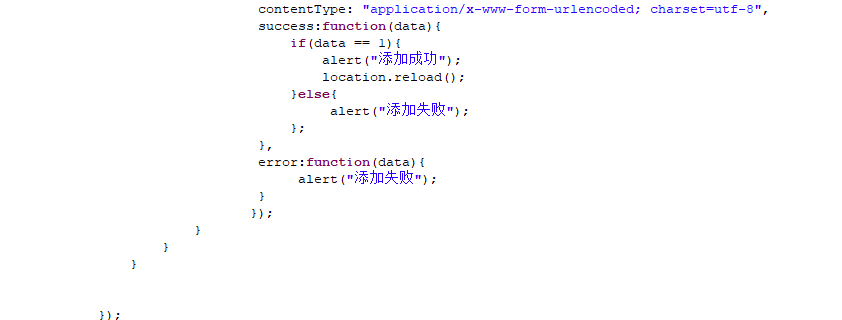 contentType: "application/x-www-form-urlencoded; charset=utf-8",
success:function(data){
if(data == 1){
alert("添加成功");
location.reload();
}else{
alert("添加失败");
};
},
error:function(data){
alert("添加失败");
}
});
}
}
}
});